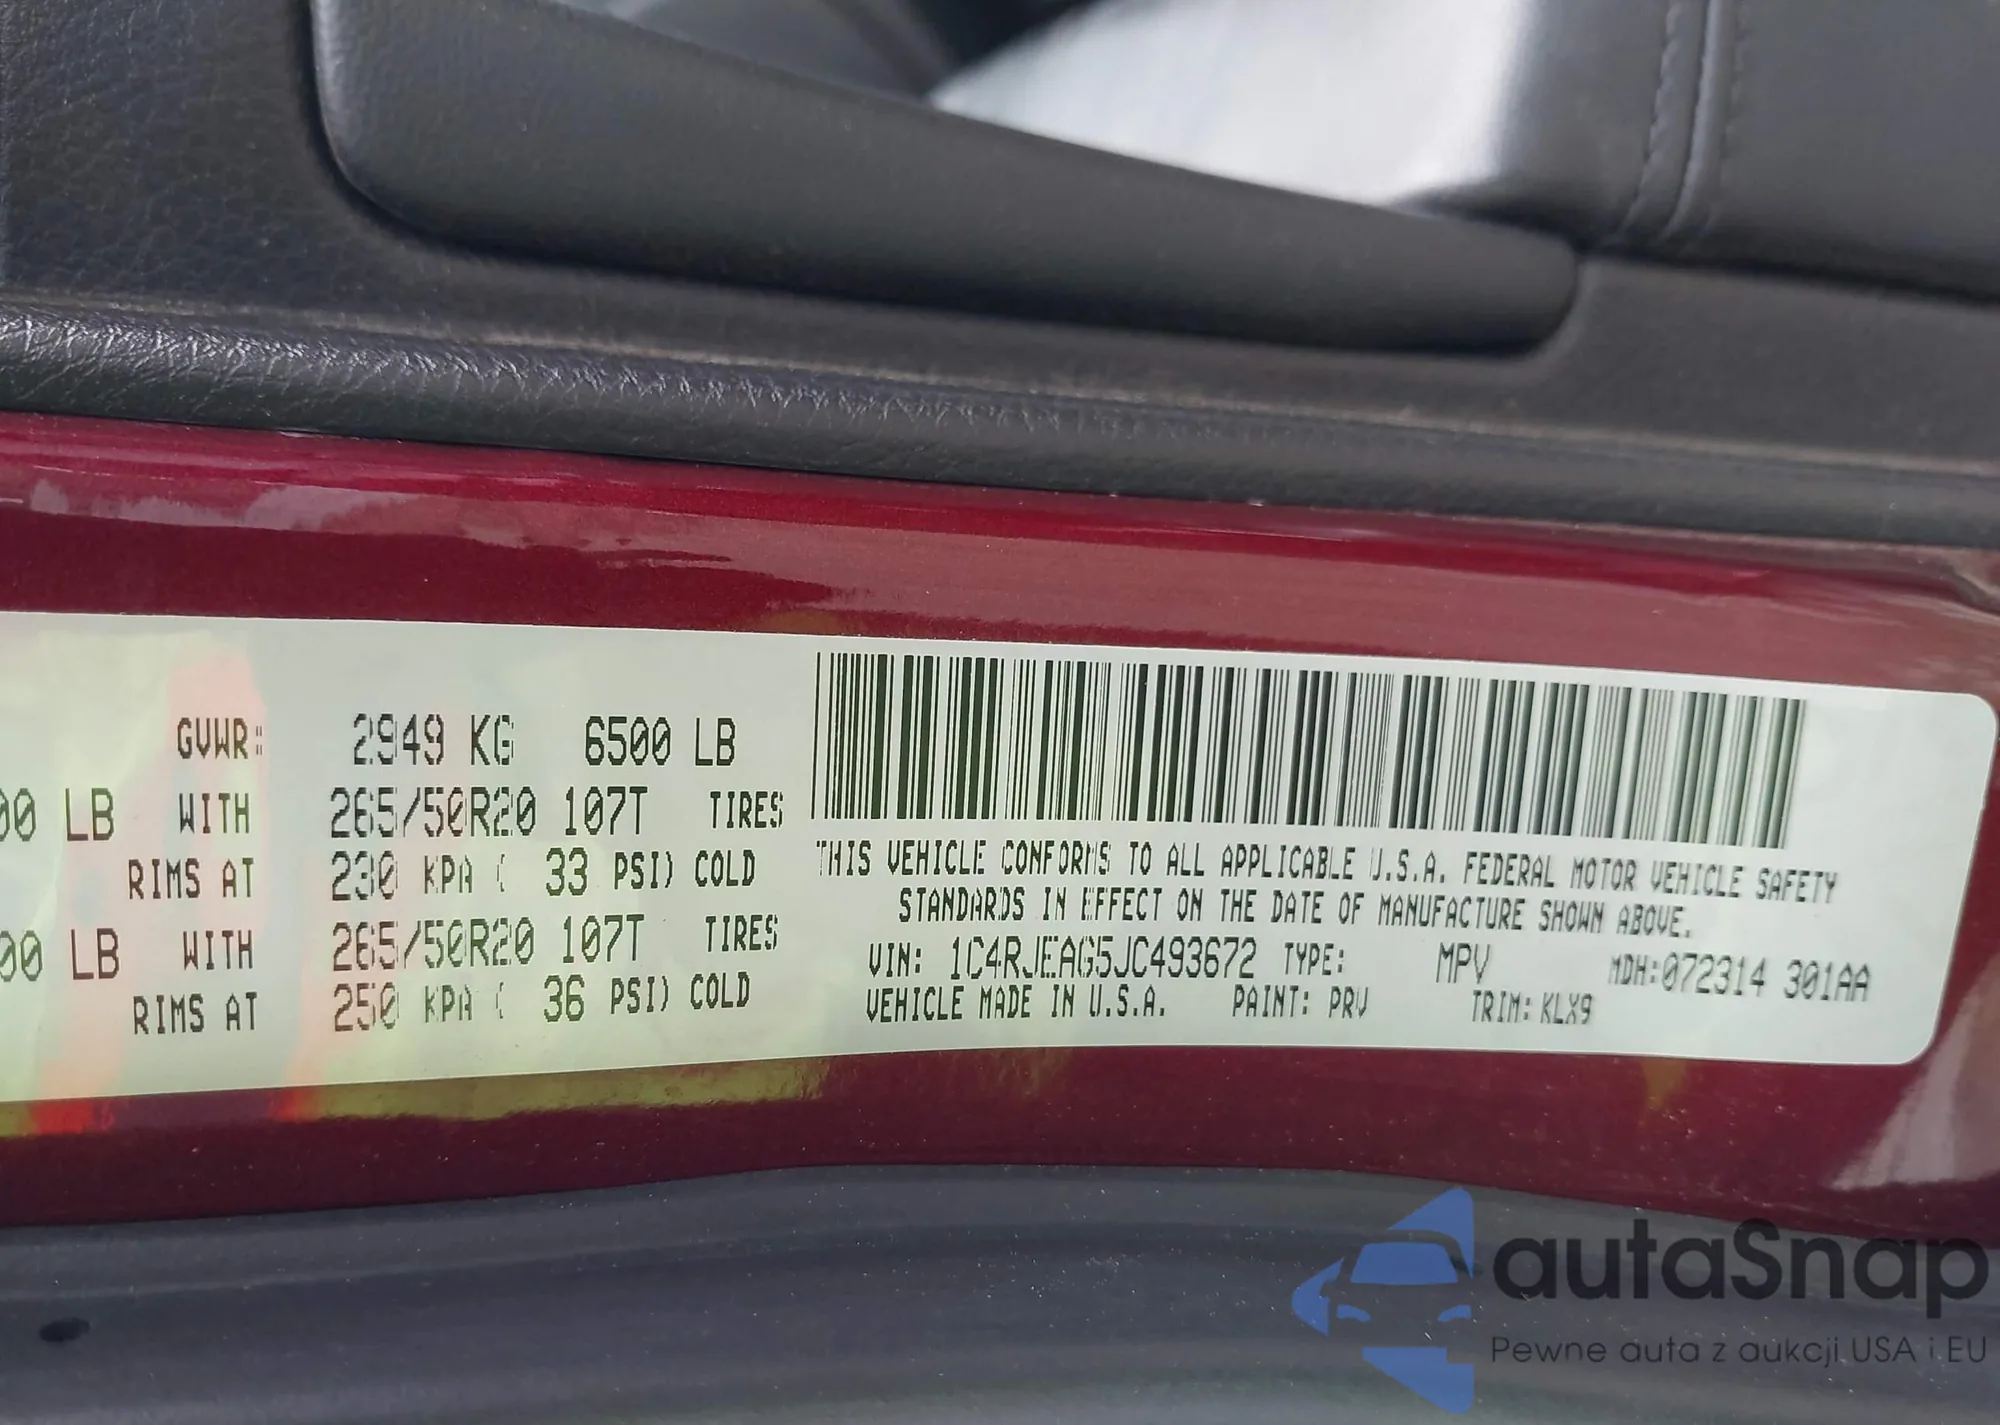 GVWR: 2949 KG 6500 LB
00 LB WITH 265/50R20 107T TIRES
RIMS AT 230 KPA ( 33 PSI) COLD
00 LB WITH 265/50R20 107T TIRES
RIMS AT 250 KPA ( 36 PSI) COLD
THIS VEHICLE CONFORMS TO ALL APPLICABLE U.S.A. FEDERAL MOTOR VEHICLE SAFETY
STANDARDS IN EFFECT ON THE DATE OF MANUFACTURE SHOWN ABOVE.
VIN: 1C4RJEAG5JC493672 TYPE: MPV MDH:072314 301AA
VEHICLE MADE IN U.S.A. PAINT: PRV TRIM: KLX9
autaSnap
Pewne auta z aukcji USA i EU